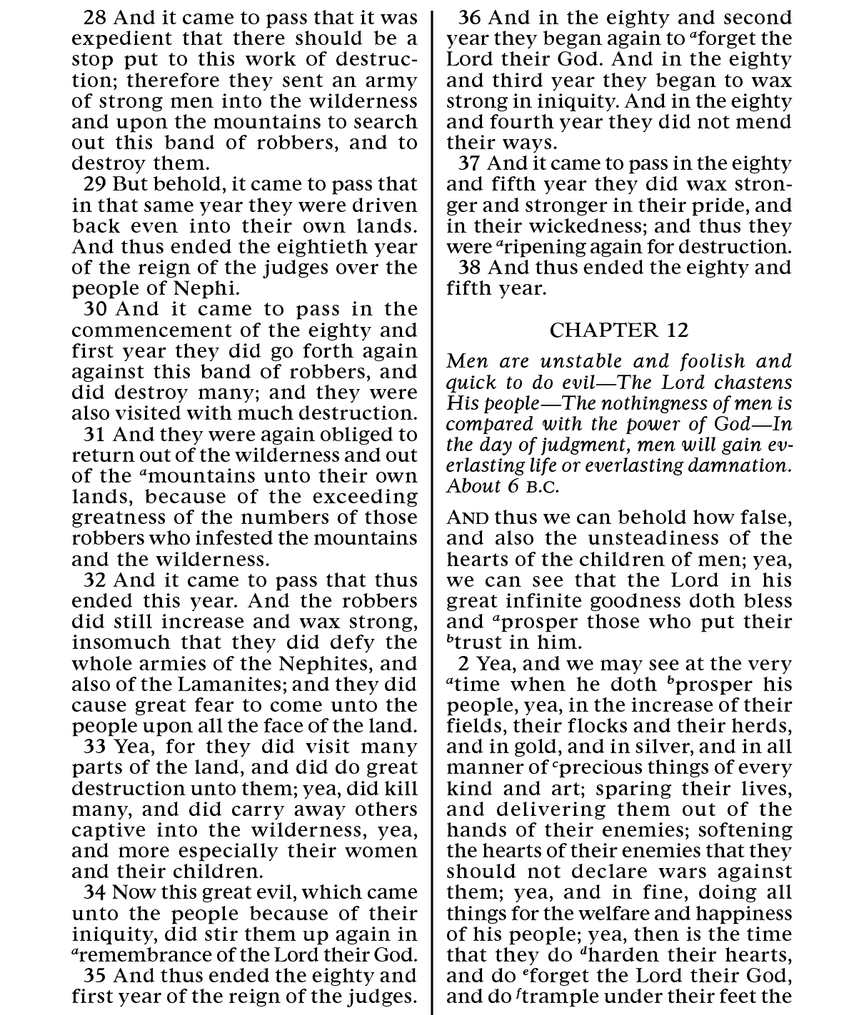 28 And it came to pass that it was
expedient that there should be a
stop put to this work of destruc-
tion; therefore they sent an army
of strong men into the wilderness
and upon the mountains to search
out this band of robbers, and to
destroy them.
29 But behold, it came to pass that
in that same year they were driven
back even into their own lands.
And thus ended the eightieth year
of the reign of the judges over the
people of Nephi.
30 And it came to pass in the
commencement of the eighty and
first year they did go forth again
against this band of robbers, and
did destroy many; and they were
also visited with much destruction.
31 And they were again obliged to
return out of the wilderness and out
of the amountains unto their own
lands, because of the exceeding
greatness of the numbers of those
robbers who infested the mountains
and the wilderness.
32 And it came to pass that thus
ended this year. And the robbers
did still increase and wax strong,
insomuch that they did defy the
whole armies of the Nephites, and
also of the Lamanites; and they did
cause great fear to come unto the
people upon all the face of the land.
33 Yea, for they did visit many
parts of the land, and did do great
destruction unto them; yea, did kill
many, and did carry away others
captive into the wilderness, yea,
and more especially their women
and their children.
34 Now this great evil, which came
unto the people because of their
iniquity, did stir them up again in
aremembrance of the Lord their God.
35 And thus ended the eighty and
first year of the reign of the judges.
36 And in the eighty and second
year they began again to aforget the
Lord their God. And in the eighty
and third year they began to wax
strong in iniquity. And in the eighty
and fourth year they did not mend
their ways.
37 And it came to pass in the eighty
and fifth year they did wax stron-
ger and stronger in their pride, and
in their wickedness; and thus they
were aripening again for destruction.
38 And thus ended the eighty and
fifth year.
CHAPTER 12
Men are unstable and foolish and
quick to do evil—The Lord chastens
His people—The nothingness of men is
compared with the power of God—In
the day of judgment, men will gain ev-
erlasting life or everlasting damnation.
About 6 B.C.
AND thus we can behold how false,
and also the unsteadiness of the
hearts of the children of men; yea,
we can see that the Lord in his
great infinite goodness doth bless
and aprosper those who put their
btrust in him.
2 Yea, and we may see at the very
atime when he doth bprosper his
people, yea, in the increase of their
fields, their flocks and their herds,
and in gold, and in silver, and in all
manner of cprecious things of every
kind and art; sparing their lives,
and delivering them out of the
hands of their enemies; softening
the hearts of their enemies that they
should not declare wars against
them; yea, and in fine, doing all
things for the welfare and happiness
of his people; yea, then is the time
that they do dharden their hearts,
and do eforget the Lord their God,
and do ftrample under their feet the